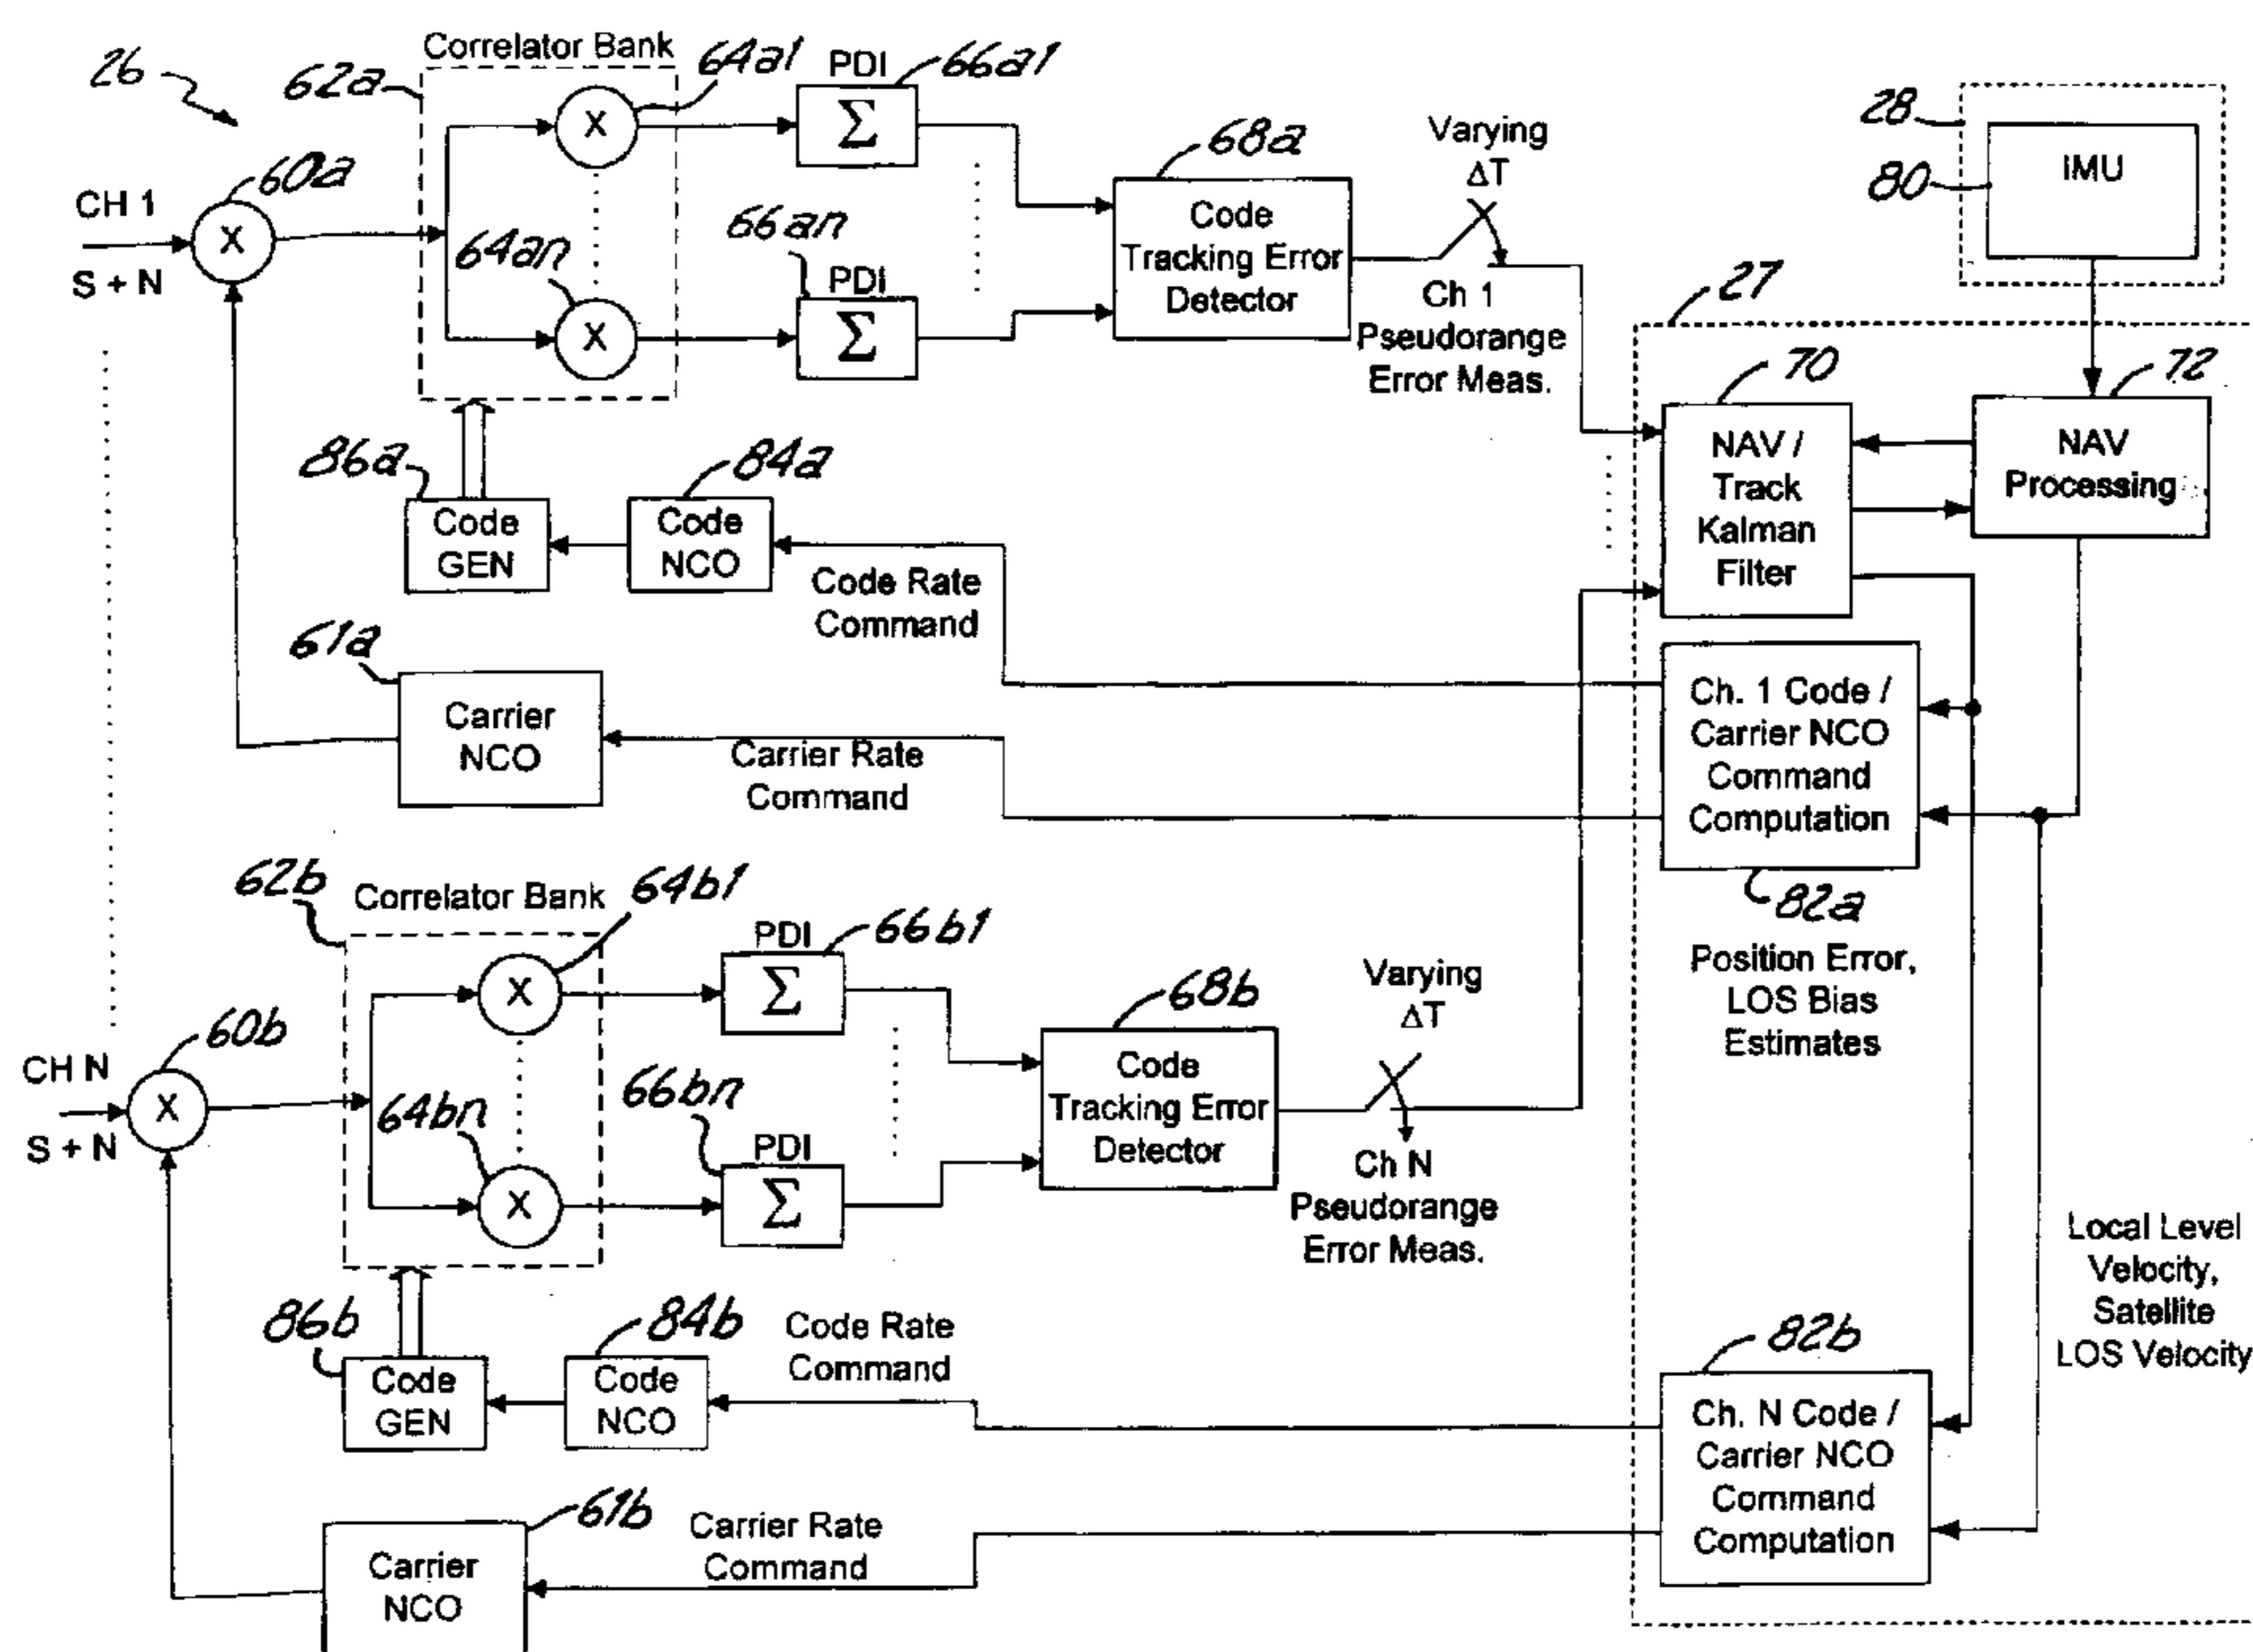 26
Correlator Bank
62a
64a1
PDI
66a1
Σ
X
CH 1
S + N
60a
X
64an
X
66an
PDI
Σ
68a
Code
Tracking Error
Detector
Varying
ΔT
Ch 1
Pseudorange
Error Meas.
28
80
IMU
27
70
NAV /
Track
Kalman
Filter
72
NAV
Processing
86a
Code
GEN
84a
Code
NCO
Code Rate
Command
61a
Carrier
NCO
Carrier Rate
Command
Ch. 1 Code /
Carrier NCO
Command
Computation
82a
Position Error,
LOS Bias
Estimates
62b
Correlator Bank
64b1
X
PDI
66b1
Σ
CH N
S + N
60b
X
64bn
X
66bn
PDI
Σ
68b
Code
Tracking Error
Detector
Varying
ΔT
Ch N
Pseudorange
Error Meas.
Local Level
Velocity,
Satellite
LOS Velocity
86b
Code
GEN
84b
Code
NCO
Code Rate
Command
82b
Ch. N Code /
Carrier NCO
Command
Computation
61b
Carrier
NCO
Carrier Rate
Command